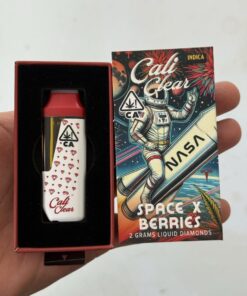 CA
Cali
Clear
Cali
Clear
INDICA
CA
NASA
SPACE X
BERRIES
2 GRAMS LIQUID DIAMONDS